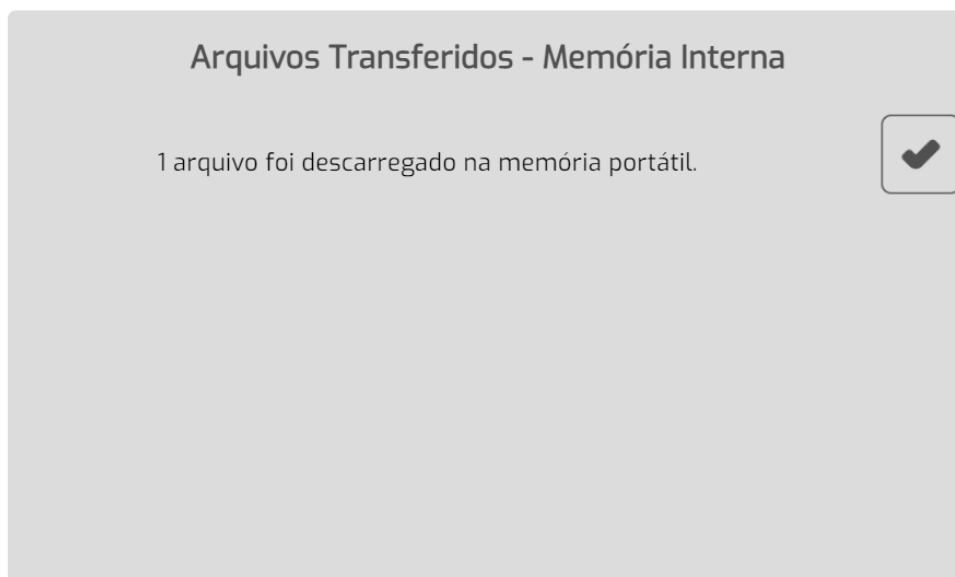 Arquivos Transferidos - Memória Interna
1 arquivo foi descarregado na memória portátil.